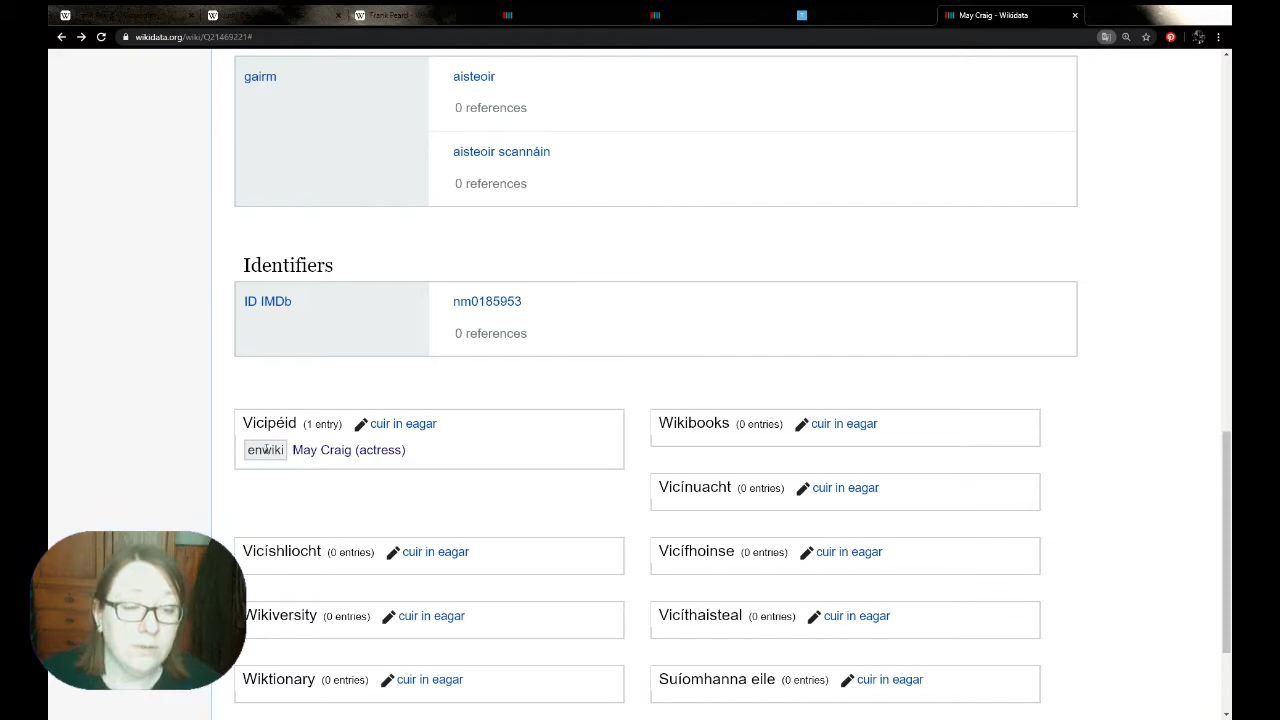 Frank Peard
May Craig - Wikidata
wikidata.org/wiki/Q21469221#
gairm
aisteoir
0 references
aisteoir scannáin
0 references
Identifiers
ID IMDb
nm0185953
0 references
Vicipéid (1 entry) cuir in eagar
enwiki May Craig (actress)
Wikibooks (0 entries) cuir in eagar
Vicínuacht (0 entries) cuir in eagar
Vicíshliocht (0 entries) cuir in eagar
Vicífhoinse (0 entries) cuir in eagar
Wikiversity (0 entries) cuir in eagar
Vicíthaisteal (0 entries) cuir in eagar
Wiktionary (0 entries) cuir in eagar
Suíomhanna eile (0 entries) cuir in eagar